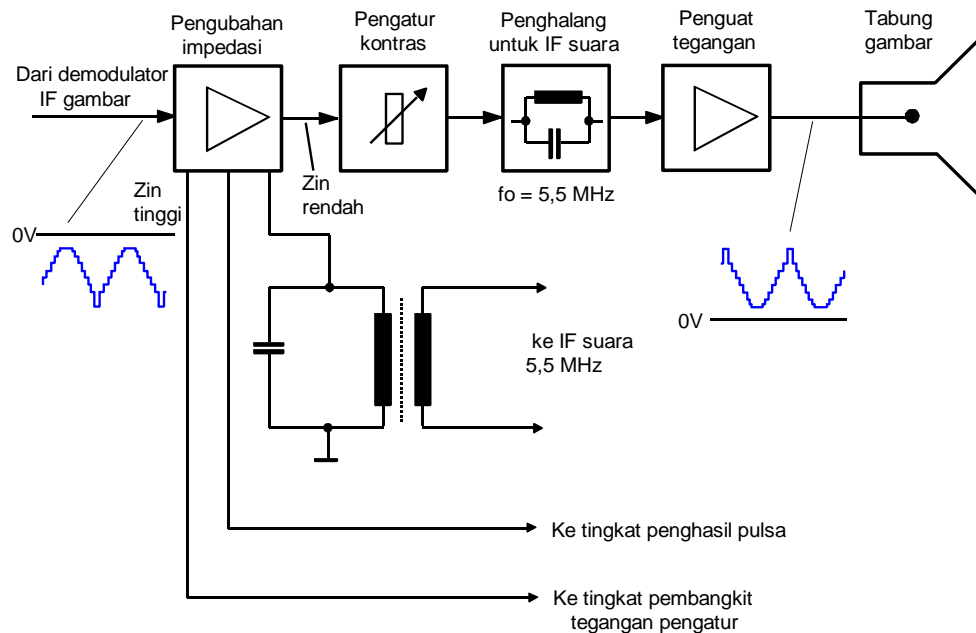 Pengubahan
impedasi
Pengatur
kontras
Penghalang
untuk IF suara
Penguat
tegangan
Tabung
gambar
Dari demodulator
IF gambar
Zin
tinggi
Zin
rendah
fo = 5,5 MHz
0V
0V
ke IF suara
5,5 MHz
Ke tingkat penghasil pulsa
Ke tingkat pembangkit
tegangan pengatur